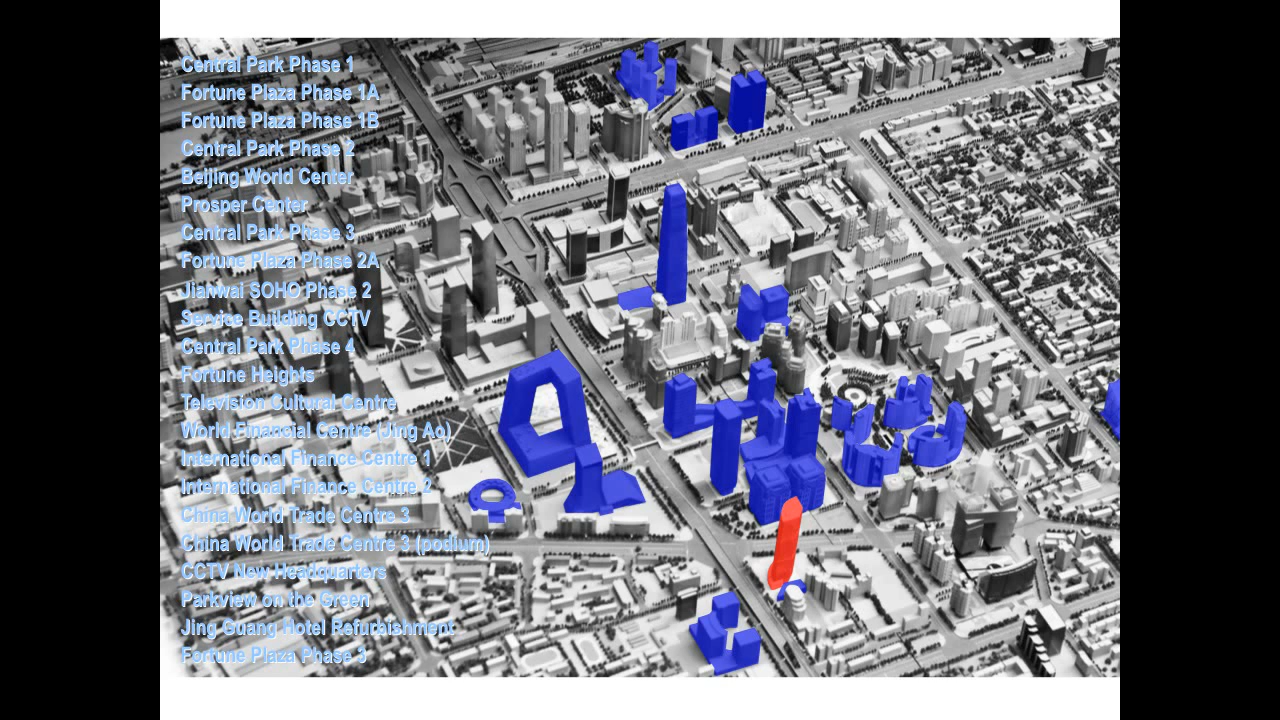 Central Park Phase 1
Fortune Plaza Phase 1A
Fortune Plaza Phase 1B
Central Park Phase 2
Beijing World Center
Prosper Center
Central Park Phase 3
Fortune Plaza Phase 2A
Jianwai SOHO Phase 2
Service Building CCTV
Central Park Phase 4
Fortune Heights
Television Cultural Centre
World Financial Centre (Jing Ao)
International Finance Centre 1
International Finance Centre 2
China World Trade Centre 3
China World Trade Centre 3 (podium)
CCTV New Headquarters
Parkview on the Green
Jing Guang Hotel Refurbishment
Fortune Plaza Phase 3